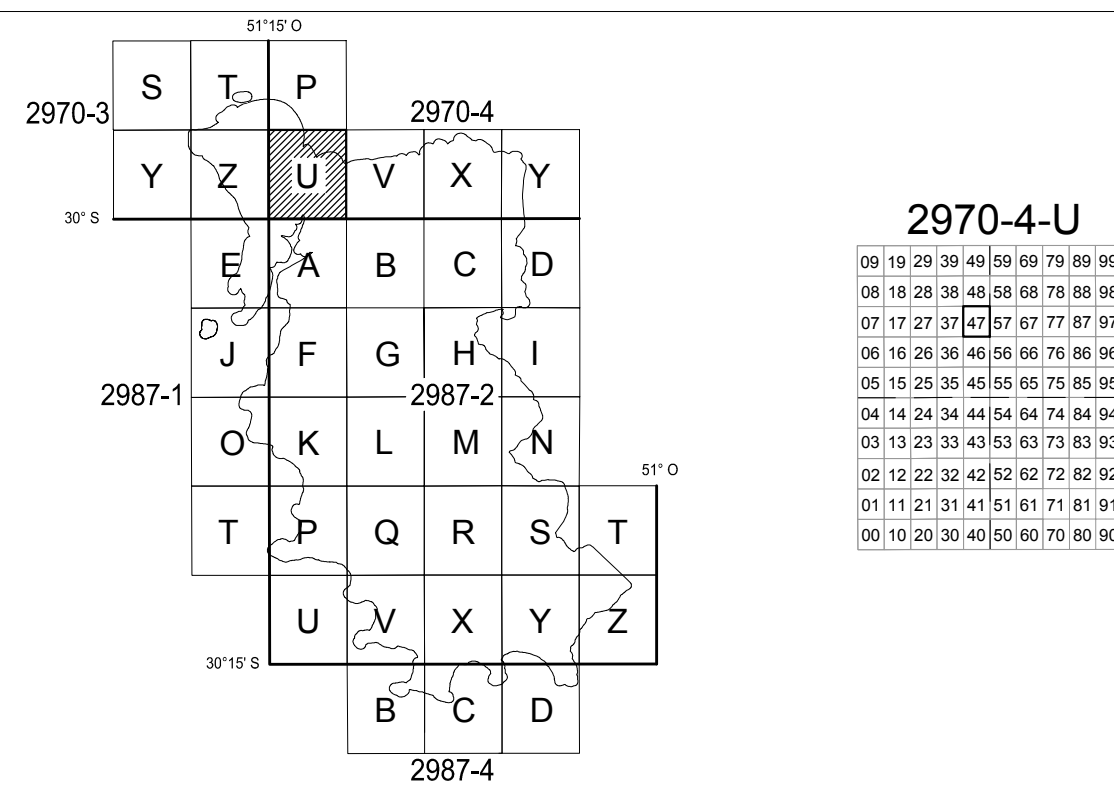 51°15' O
S T P
2970-3 2970-4
Y Z U V X Y
30° S
E A B C D
J F G H I
2987-1 2987-2
O K L M N
51° O
T P Q R S T
U V X Y Z
30°15' S
B C D
2987-4
2970-4-U
09 19 29 39 49 59 69 79 89 99
08 18 28 38 48 58 68 78 88 98
07 17 27 37 47 57 67 77 87 97
06 16 26 36 46 56 66 76 86 96
05 15 25 35 45 55 65 75 85 95
04 14 24 34 44 54 64 74 84 94
03 13 23 33 43 53 63 73 83 93
02 12 22 32 42 52 62 72 82 92
01 11 21 31 41 51 61 71 81 91
00 10 20 30 40 50 60 70 80 90